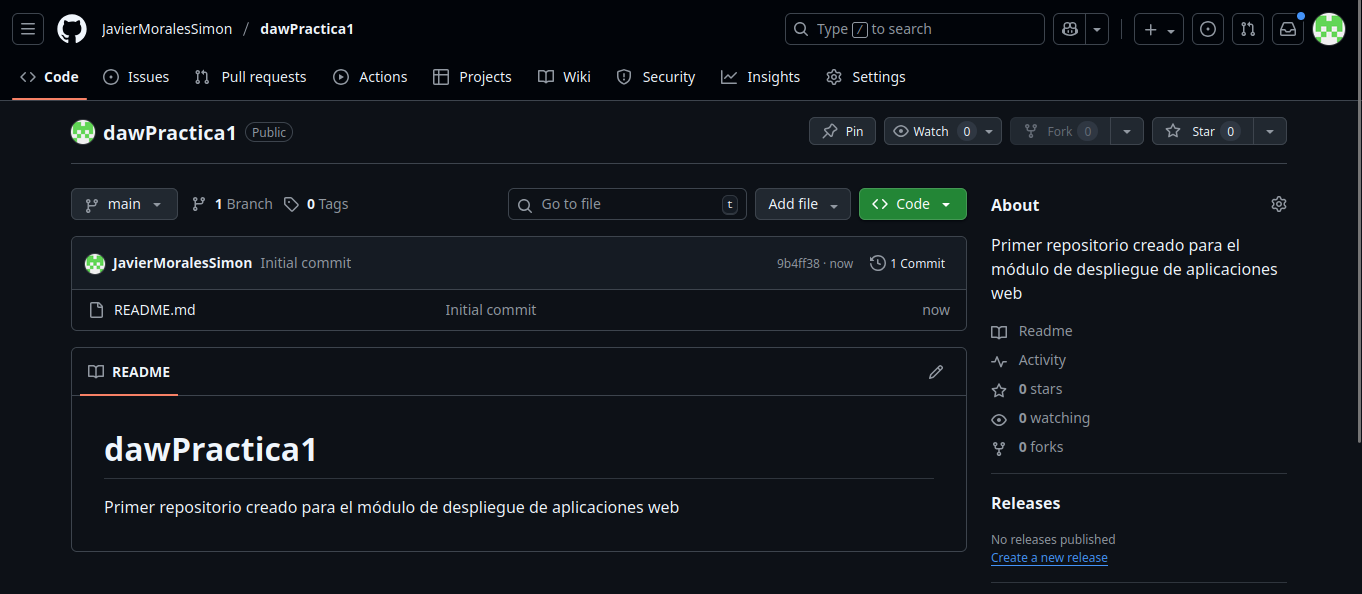 JavierMoralesSimon / dawPractica1 Type / to search
Code Issues Pull requests Actions Projects Wiki Security Insights Settings
dawPractica1 Public Pin Watch 0 Fork 0 Star 0
main 1 Branch 0 Tags Go to file t Add file Code
JavierMoralesSimon Initial commit 9b4ff38 · now 1 Commit
README.md Initial commit now
README
dawPractica1
Primer repositorio creado para el módulo de despliegue de aplicaciones web
About
Primer repositorio creado para el
módulo de despliegue de aplicaciones
web
Readme
Activity
0 stars
0 watching
0 forks
Releases
No releases published
Create a new release